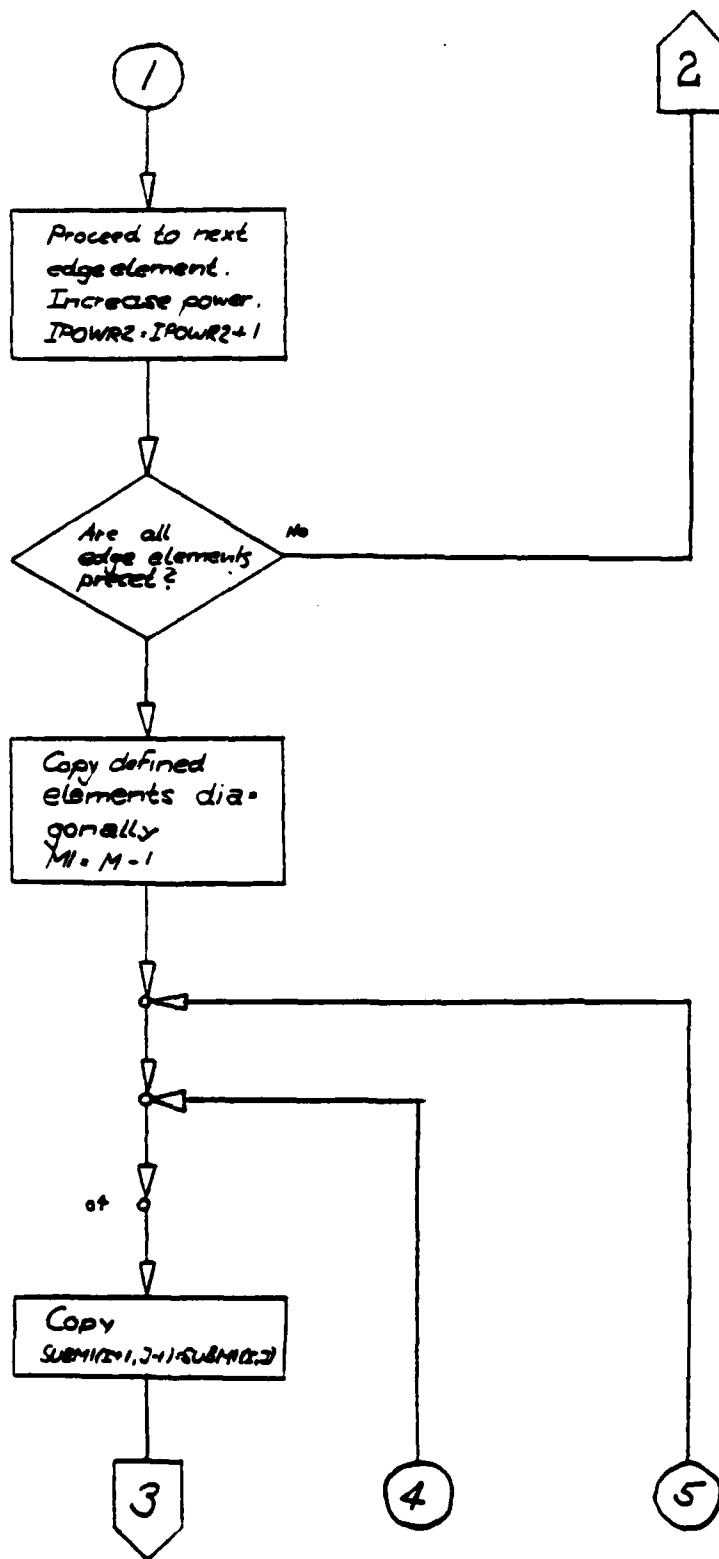 1
2
Proceed to next
edge element.
Increase power.
IPOWR2=IPOWR2+1
Are all
edge elements
preset?
No
Copy defined
elements dia-
gonally
M1=M-1
04
Copy
SUBM1(I+1,J-1)=SUBM1(I,J)
3
4
5